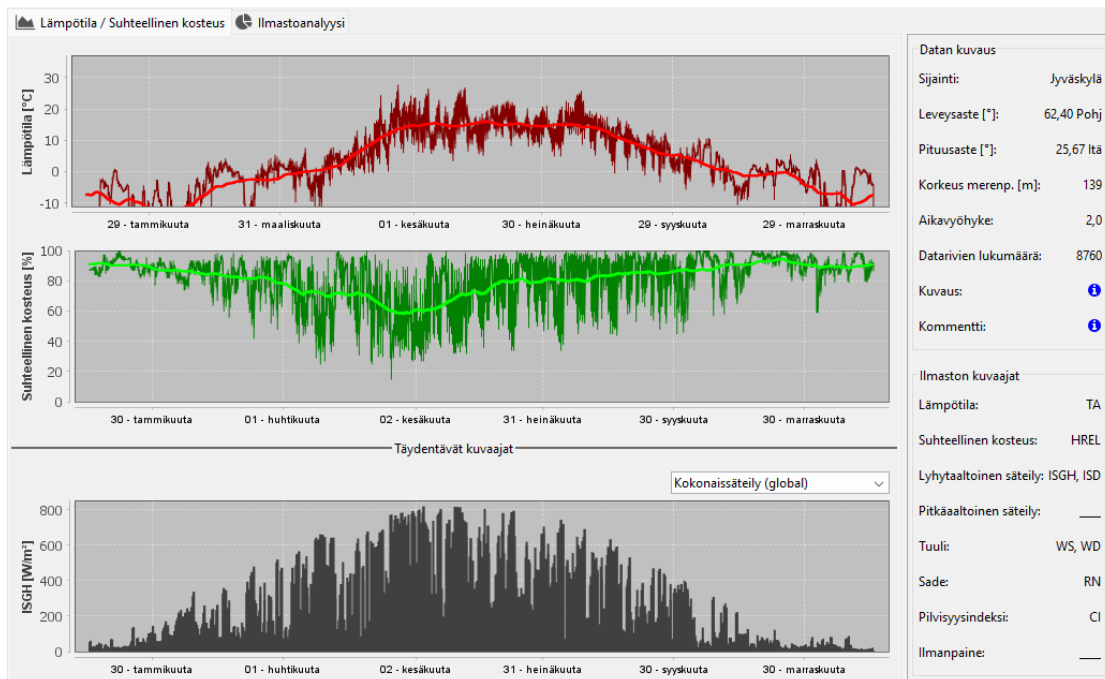 Lämpötila / Suhteellinen kosteus Ilmastoanalyysi
Lämpötila [°C]
30
20
10
0
-10
29 - tammikuuta 31 - maaliskuuta 01 - kesäkuuta 30 - heinäkuuta 29 - syyskuuta 29 - marraskuuta
Suhteellinen kosteus [%]
100
80
60
40
20
0
30 - tammikuuta 01 - huhtikuuta 02 - kesäkuuta 31 - heinäkuuta 30 - syyskuuta 30 - marraskuuta
Täydentävät kuvaajat
Kokonaissäteily (global)
ISGH [W/m²]
800
600
400
200
0
30 - tammikuuta 01 - huhtikuuta 02 - kesäkuuta 31 - heinäkuuta 30 - syyskuuta 30 - marraskuuta
Datan kuvaus
Sijainti: Jyväskylä
Leveysaste [°]: 62,40 Pohj
Pituusaste [°]: 25,67 Itä
Korkeus merenp. [m]: 139
Aikavyöhyke: 2,0
Datarivien lukumäärä: 8760
Kuvaus:
Kommentti:
Ilmaston kuvaajat
Lämpötila: TA
Suhteellinen kosteus: HREL
Lyhytaaltoinen säteily: ISGH, ISD
Pitkäaaltoinen säteily: ___
Tuuli: WS, WD
Sade: RN
Pilvisyysindeksi: CI
Ilmanpaine: ___